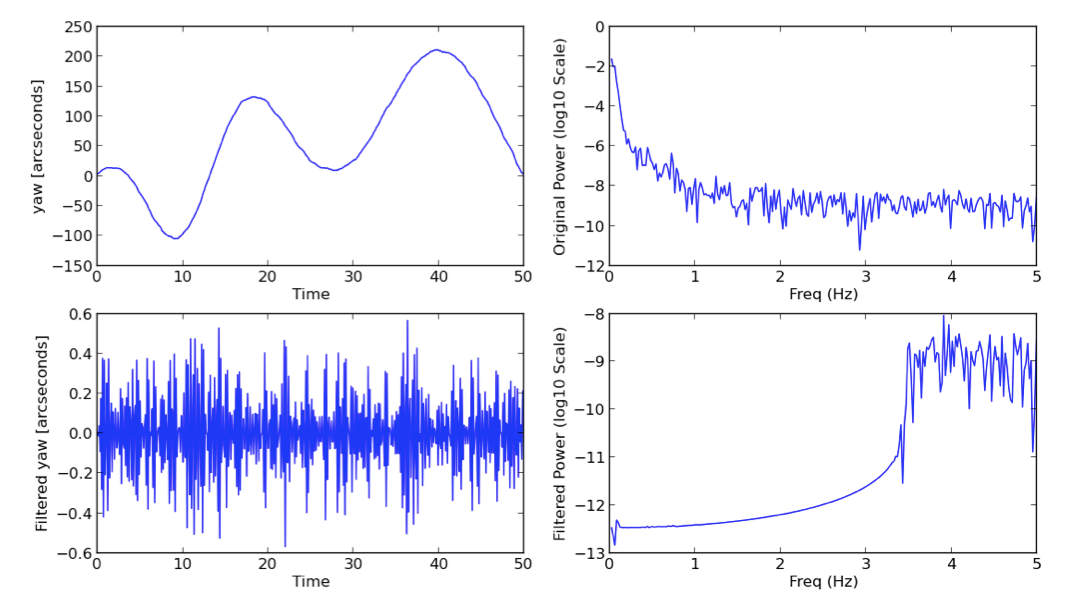 250
200
150
100
50
0
−50
−100
−150
yaw [arcseconds]
0 10 20 30 40 50
Time
0
−2
−4
−6
−8
−10
−12
Original Power (log10 Scale)
0 1 2 3 4 5
Freq (Hz)
0.6
0.4
0.2
0.0
−0.2
−0.4
−0.6
Filtered yaw [arcseconds]
0 10 20 30 40 50
Time
−8
−9
−10
−11
−12
−13
Filtered Power (log10 Scale)
0 1 2 3 4 5
Freq (Hz)